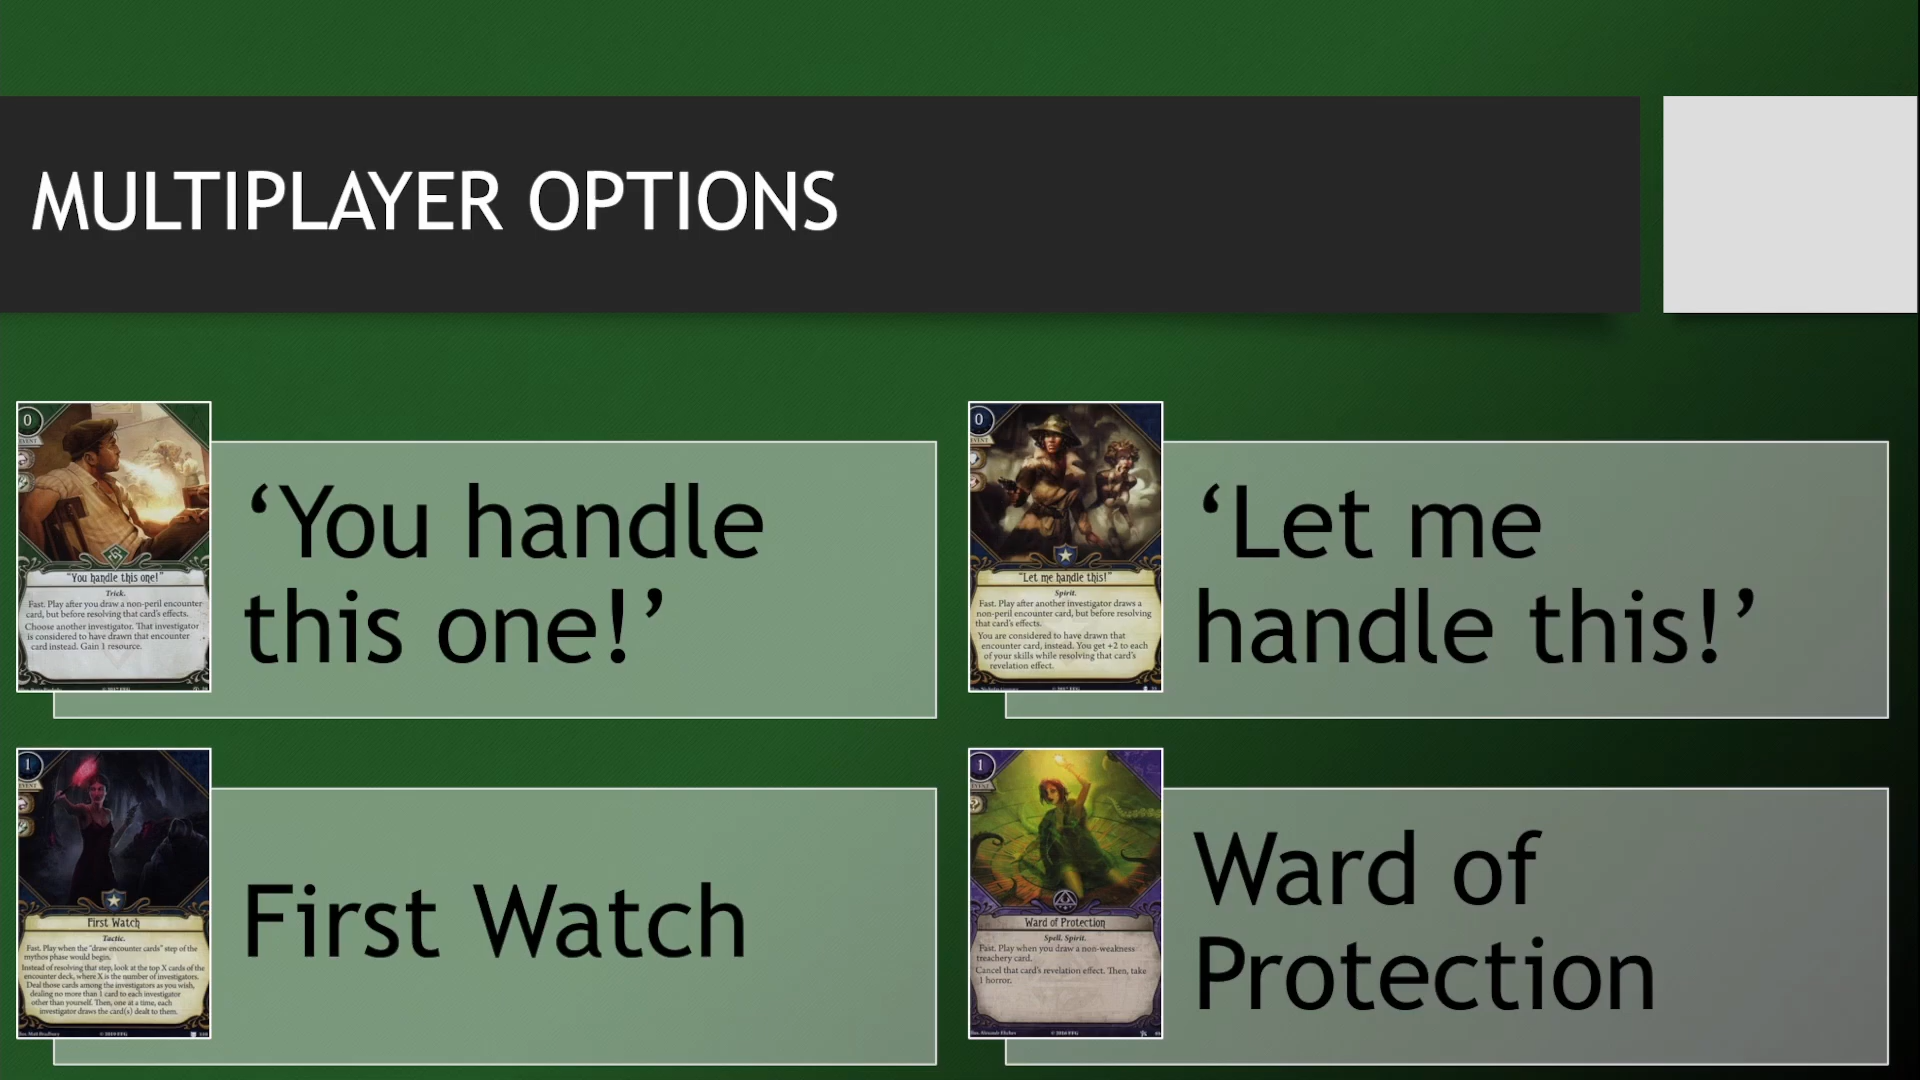 MULTIPLAYER OPTIONS
0
EVENT
"You handle this one!"
Trick.
Fast. Play after you draw a non-peril encounter
card, but before resolving that card's effects.
Choose another investigator. That investigator
is considered to have drawn that encounter
card instead. Gain 1 resource.
‘You handle
this one!’
0
EVENT
"Let me handle this!"
Spirit.
Fast. Play after another investigator draws a
non-peril encounter card, but before resolving
that card's effects.
You are considered to have drawn that
encounter card, instead. You get +2 to each
of your skills while resolving that card's
revelation effect.
‘Let me
handle this!’
1
EVENT
First Watch
Tactic.
Fast. Play when the "draw encounter cards" step of the
mythos phase would begin.
Instead of resolving that step, look at the top X cards of the
encounter deck, where X is the number of investigators.
Deal those cards among the investigators as you wish,
dealing no more than 1 card to each investigator
other than yourself. Then, one at a time, each
investigator draws the card(s) dealt to them.
First Watch
1
EVENT
Ward of Protection
Spell. Spirit.
Fast. Play when you draw a non-weakness
treachery card.
Cancel that card's revelation effect. Then, take
1 horror.
Ward of
Protection